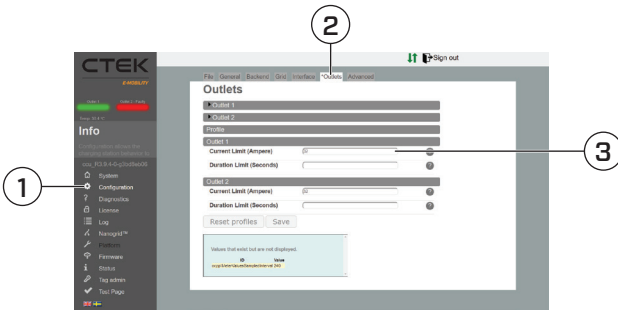 2
Sign out
CTEK
E-MOBILITY
File General Backend Grid Interface *Outlets Advanced
Outlets
Outlet 1
Outlet 2
Profile
Outlet 1
Current Limit (Ampere)
3
Duration Limit (Seconds)
Outlet 2
Current Limit (Ampere)
Duration Limit (Seconds)
Reset profiles Save
Values that exist but are not displayed.
ID Value
Info
1
System
Configuration
Diagnostics
License
Log
Nanogrid™
Platform
Firmware
Status
Tag admin
Test Page